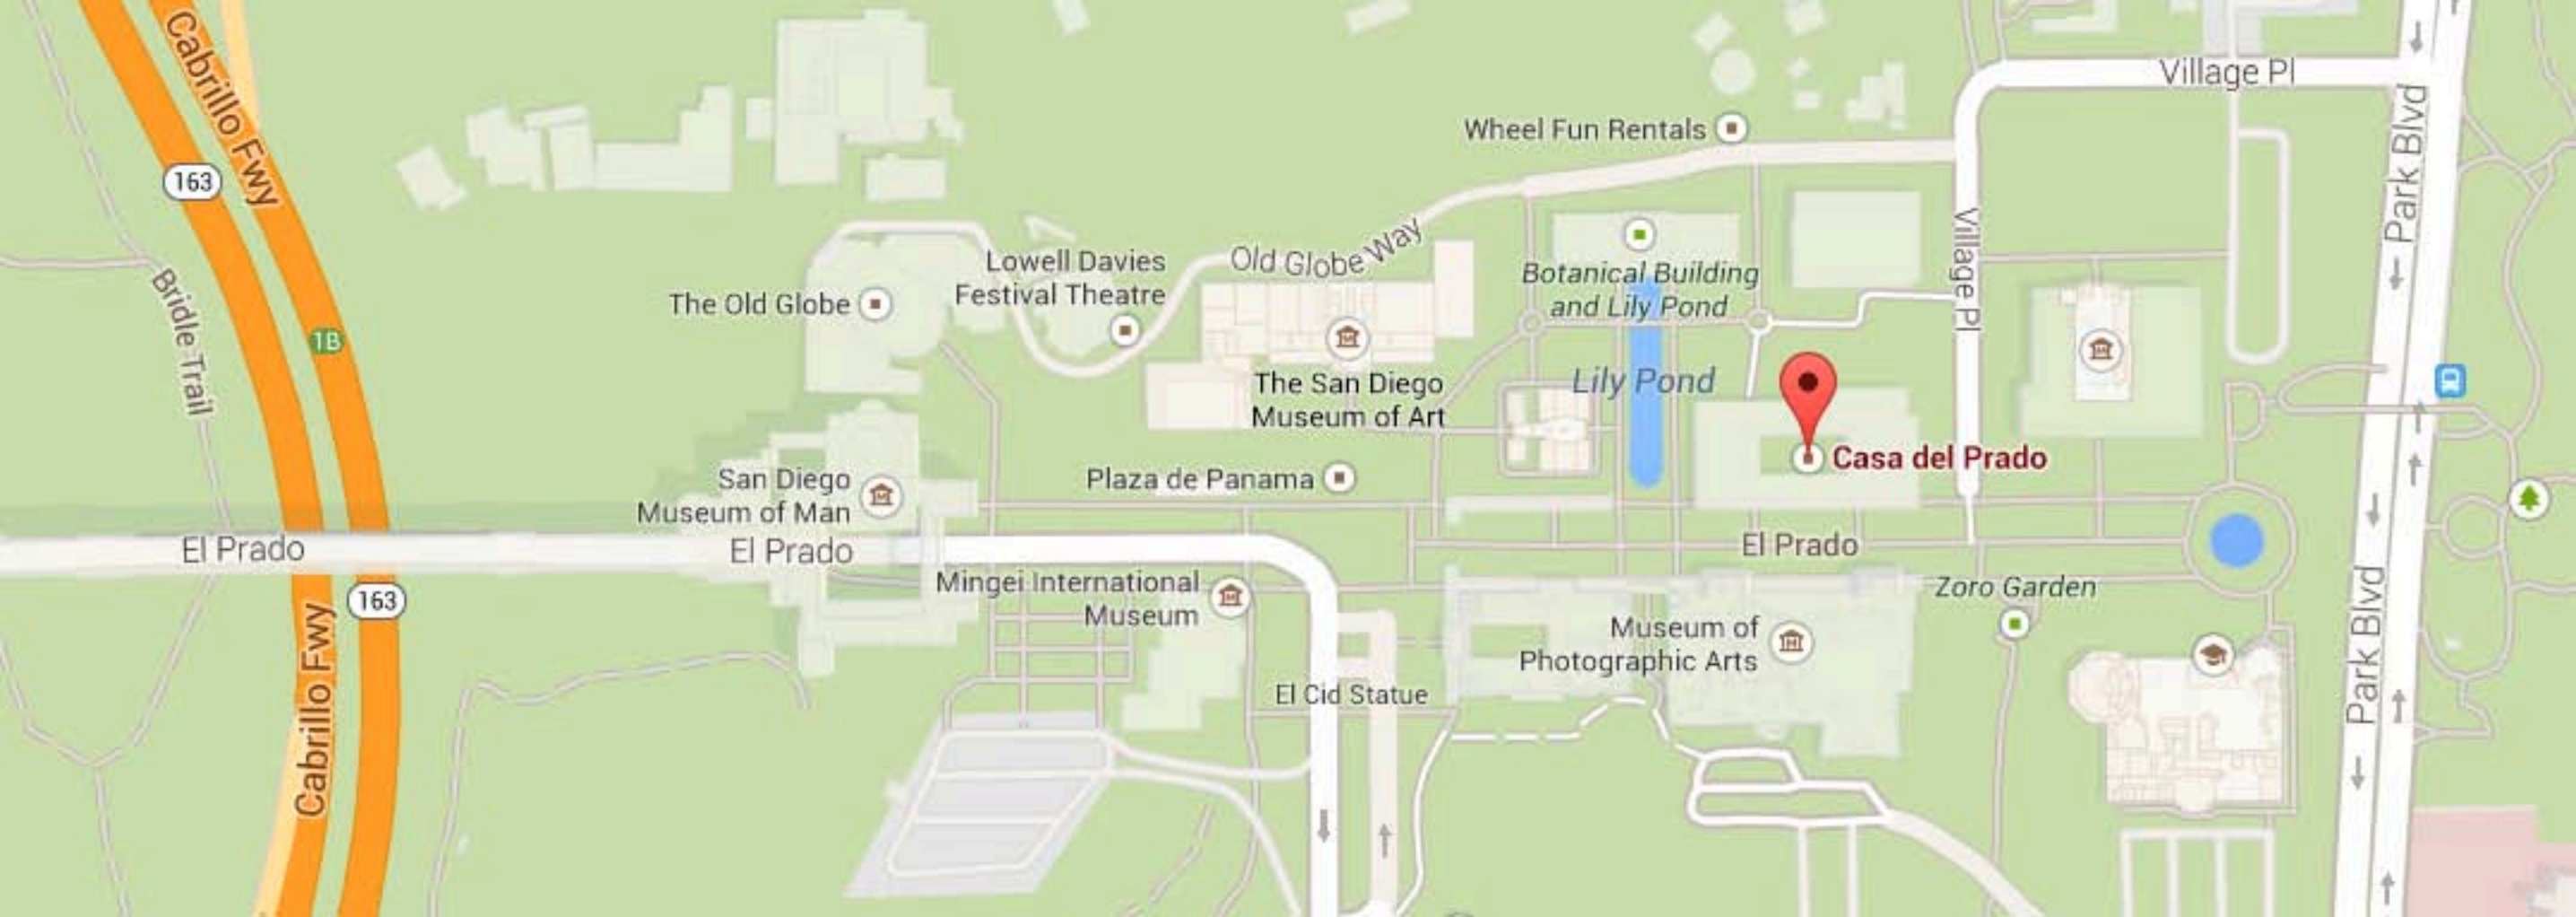 Cabrillo Fwy
163
Bridle Trail
1B
El Prado
163
Cabrillo Fwy
The Old Globe
Lowell Davies
Festival Theatre
Old Globe Way
The San Diego
Museum of Art
San Diego
Museum of Man
El Prado
Plaza de Panama
Mingei International
Museum
El Cid Statue
Wheel Fun Rentals
Botanical Building
and Lily Pond
Lily Pond
Casa del Prado
El Prado
Museum of
Photographic Arts
Zoro Garden
Village Pl
Village Pl
Park Blvd
Park Blvd